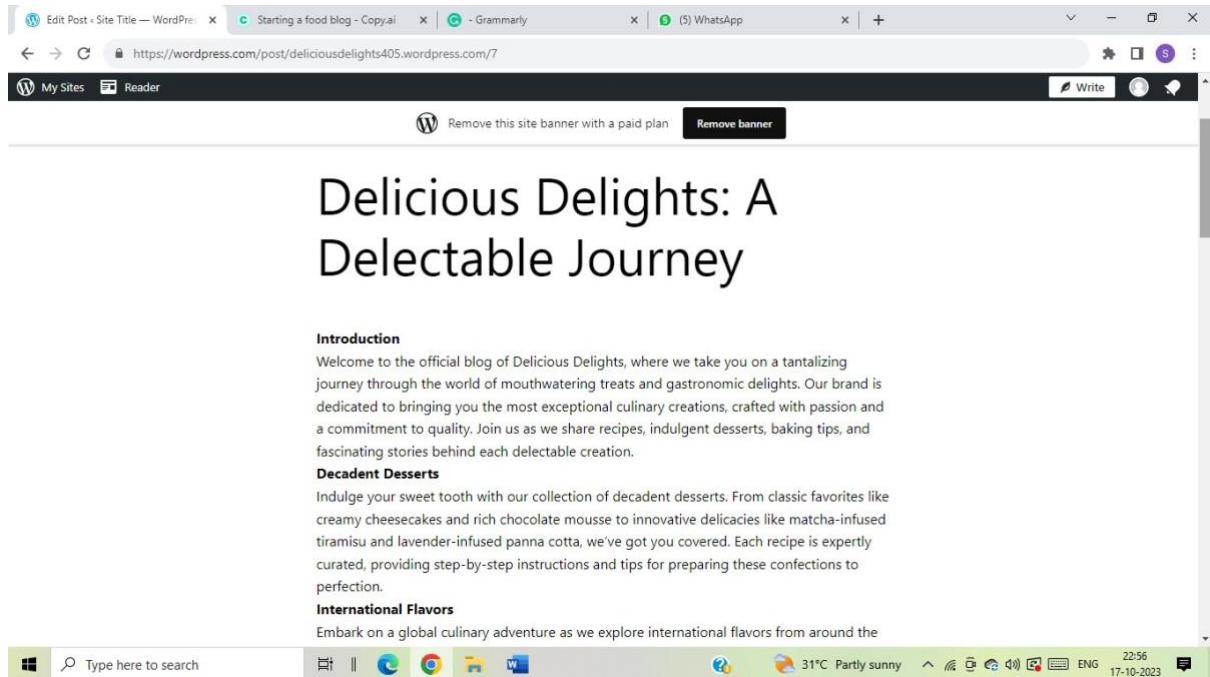 Edit Post ‹ Site Title — WordPre
Starting a food blog - Copy.ai
- Grammarly
(5) WhatsApp
https://wordpress.com/post/deliciousdelights405.wordpress.com/7
S
My Sites
Reader
Write
Remove this site banner with a paid plan
Remove banner
Delicious Delights: A
Delectable Journey
Introduction
Welcome to the official blog of Delicious Delights, where we take you on a tantalizing
journey through the world of mouthwatering treats and gastronomic delights. Our brand is
dedicated to bringing you the most exceptional culinary creations, crafted with passion and
a commitment to quality. Join us as we share recipes, indulgent desserts, baking tips, and
fascinating stories behind each delectable creation.
Decadent Desserts
Indulge your sweet tooth with our collection of decadent desserts. From classic favorites like
creamy cheesecakes and rich chocolate mousse to innovative delicacies like matcha-infused
tiramisu and lavender-infused panna cotta, we've got you covered. Each recipe is expertly
curated, providing step-by-step instructions and tips for preparing these confections to
perfection.
International Flavors
Embark on a global culinary adventure as we explore international flavors from around the
Type here to search
31°C Partly sunny
ENG
22:56
17-10-2023